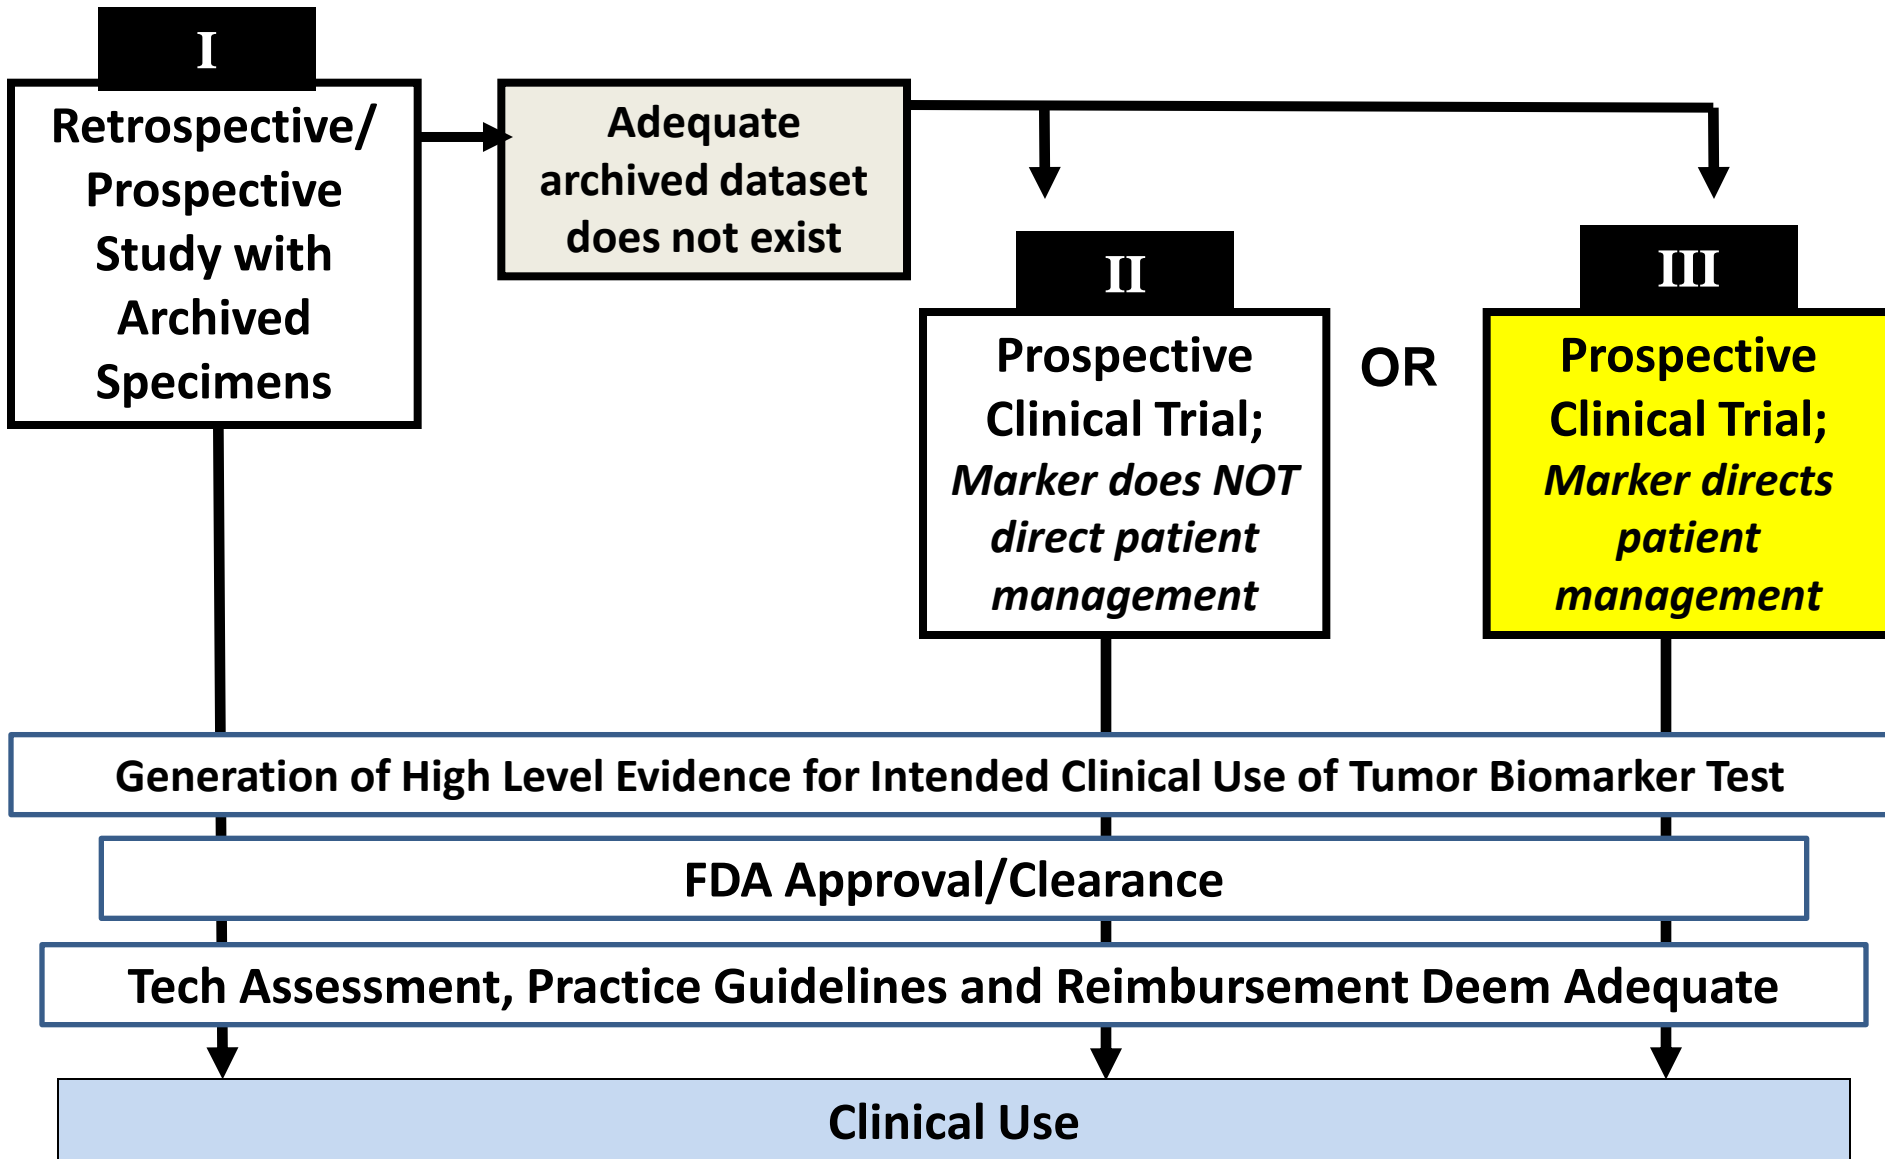 I
Retrospective/
Prospective
Study with
Archived
Specimens
Adequate
archived dataset
does not exist
II
Prospective
Clinical Trial;
Marker does NOT
direct patient
management
OR
III
Prospective
Clinical Trial;
Marker directs
patient
management
Generation of High Level Evidence for Intended Clinical Use of Tumor Biomarker Test
FDA Approval/Clearance
Tech Assessment, Practice Guidelines and Reimbursement Deem Adequate
Clinical Use